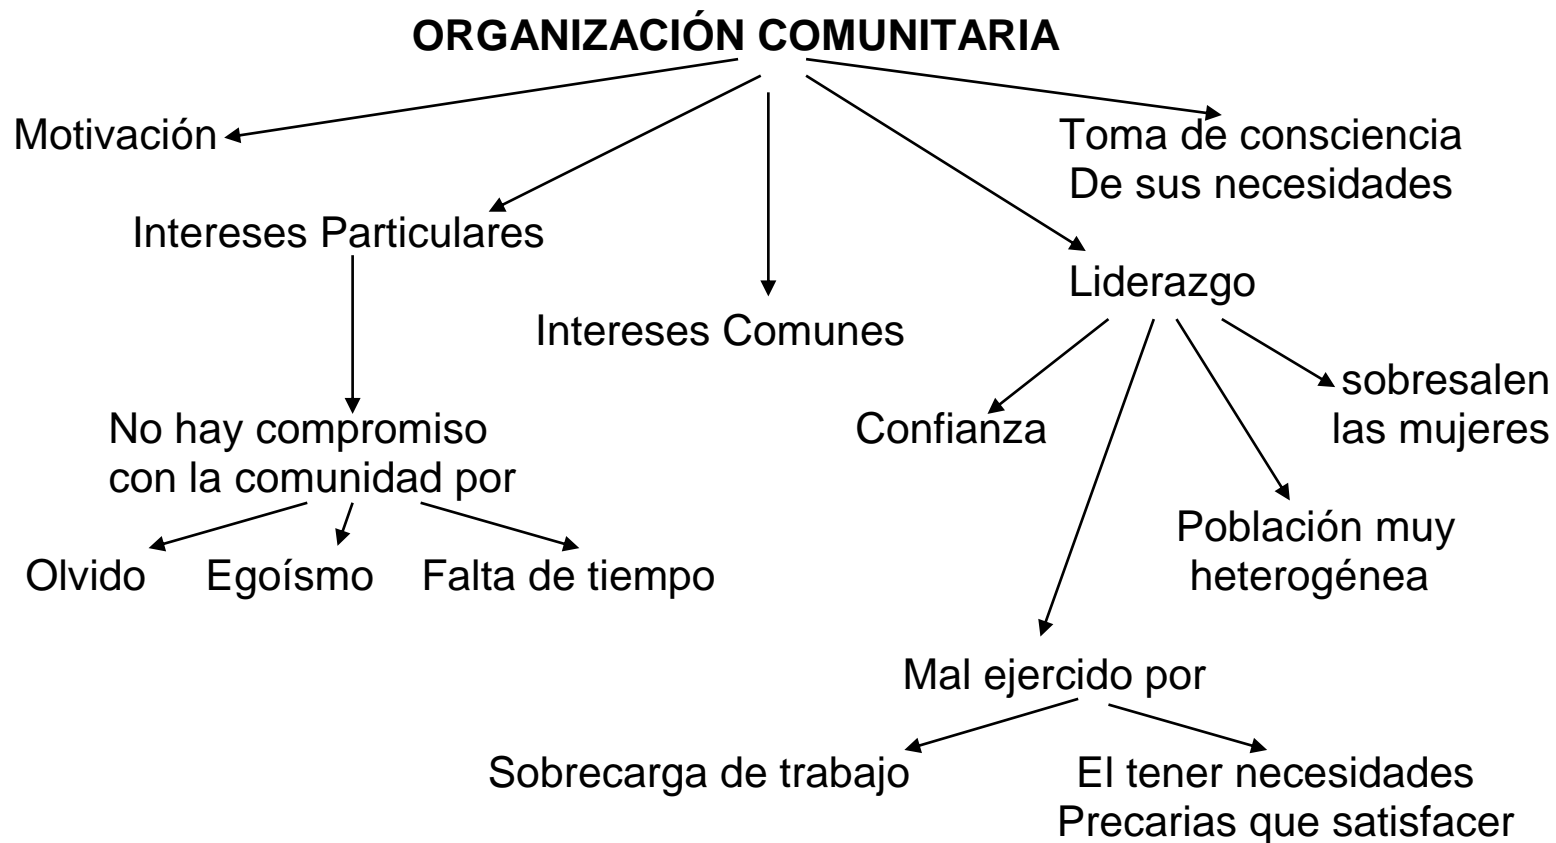 ORGANIZACIÓN COMUNITARIA
Motivación
Toma de consciencia
De sus necesidades
Intereses Particulares
Liderazgo
Intereses Comunes
sobresalen
las mujeres
No hay compromiso
con la comunidad por
Confianza
Población muy
heterogénea
Olvido
Egoísmo
Falta de tiempo
Mal ejercido por
Sobrecarga de trabajo
El tener necesidades
Precarias que satisfacer